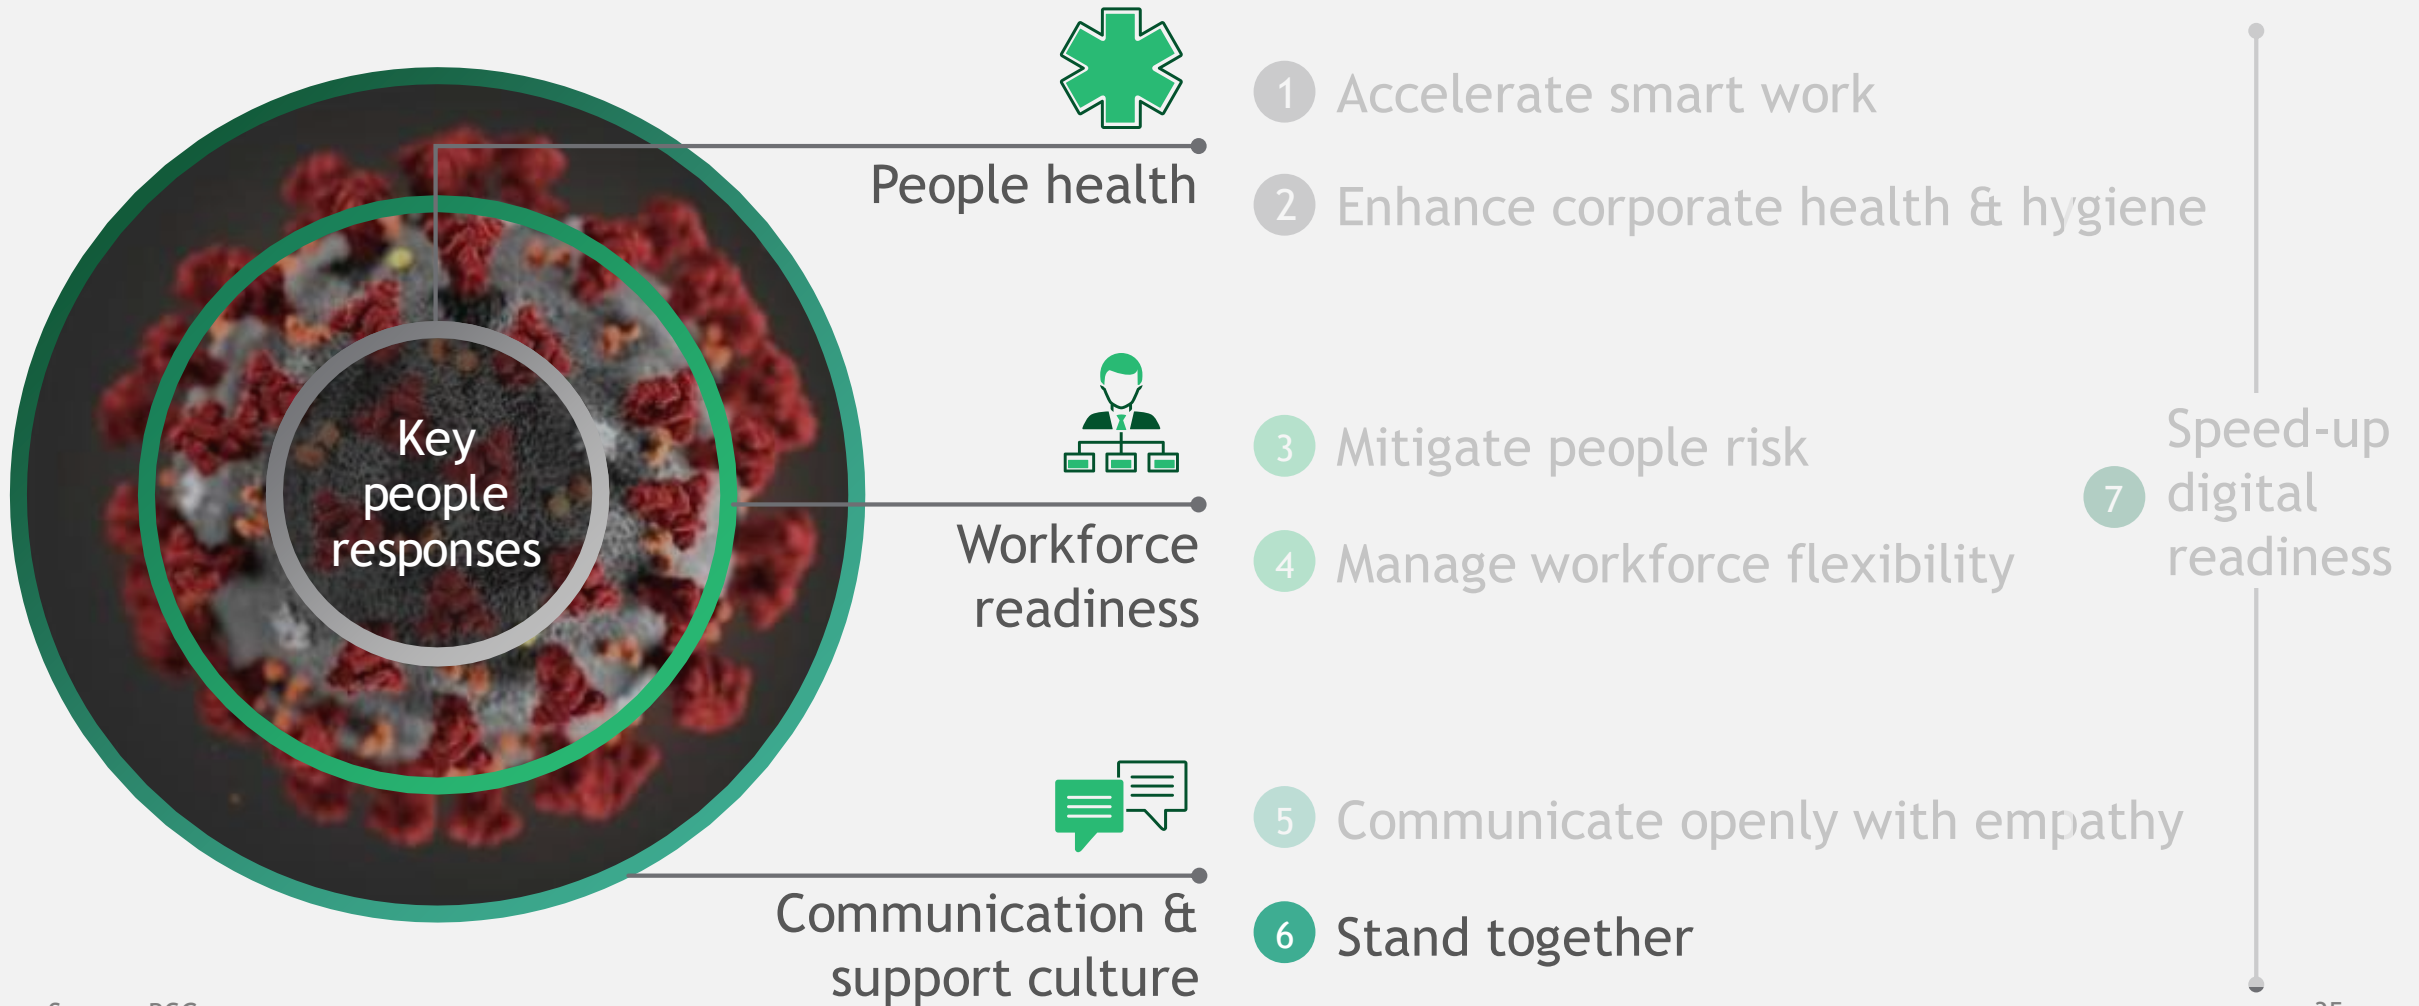 1 Accelerate smart work
People health
2 Enhance corporate health & hygiene
Key
people
responses
3 Mitigate people risk
Workforce
readiness
4 Manage workforce flexibility
7 Speed-up
digital
readiness
5 Communicate openly with empathy
Communication &
support culture
6 Stand together